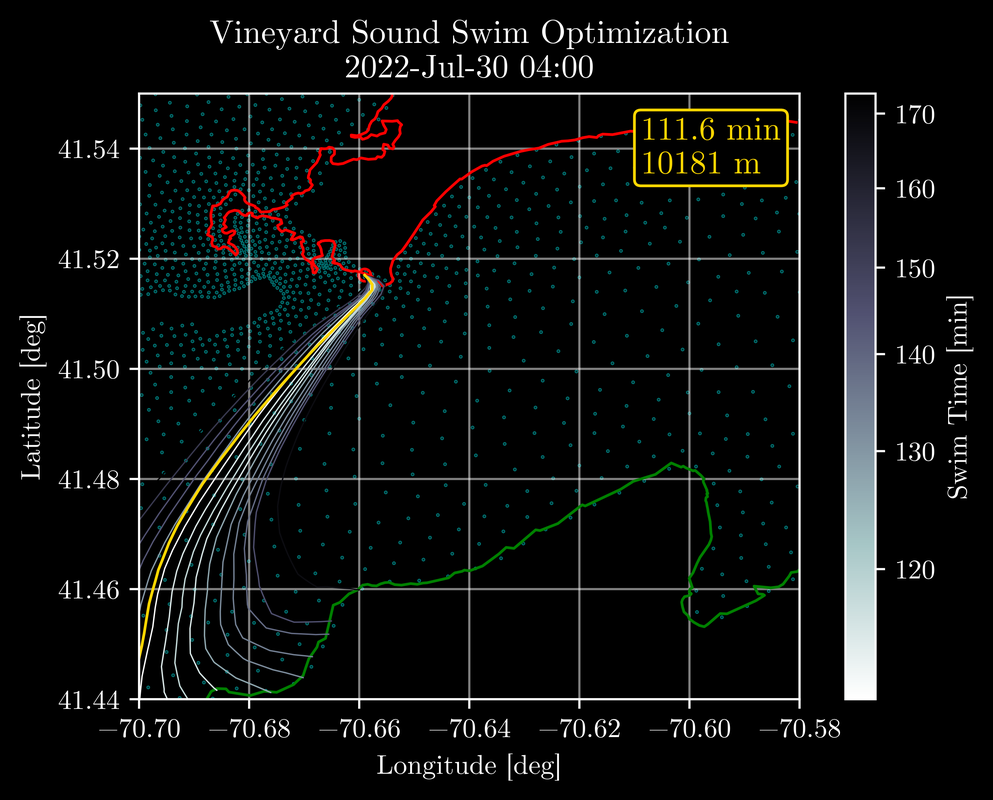 Vineyard Sound Swim Optimization
2022-Jul-30 04:00
111.6 min
10181 m
41.54
41.52
41.50
41.48
41.46
41.44
−70.70 −70.68 −70.66 −70.64 −70.62 −70.60 −70.58
Longitude [deg]
Latitude [deg]
170
160
150
140
130
120
Swim Time [min]